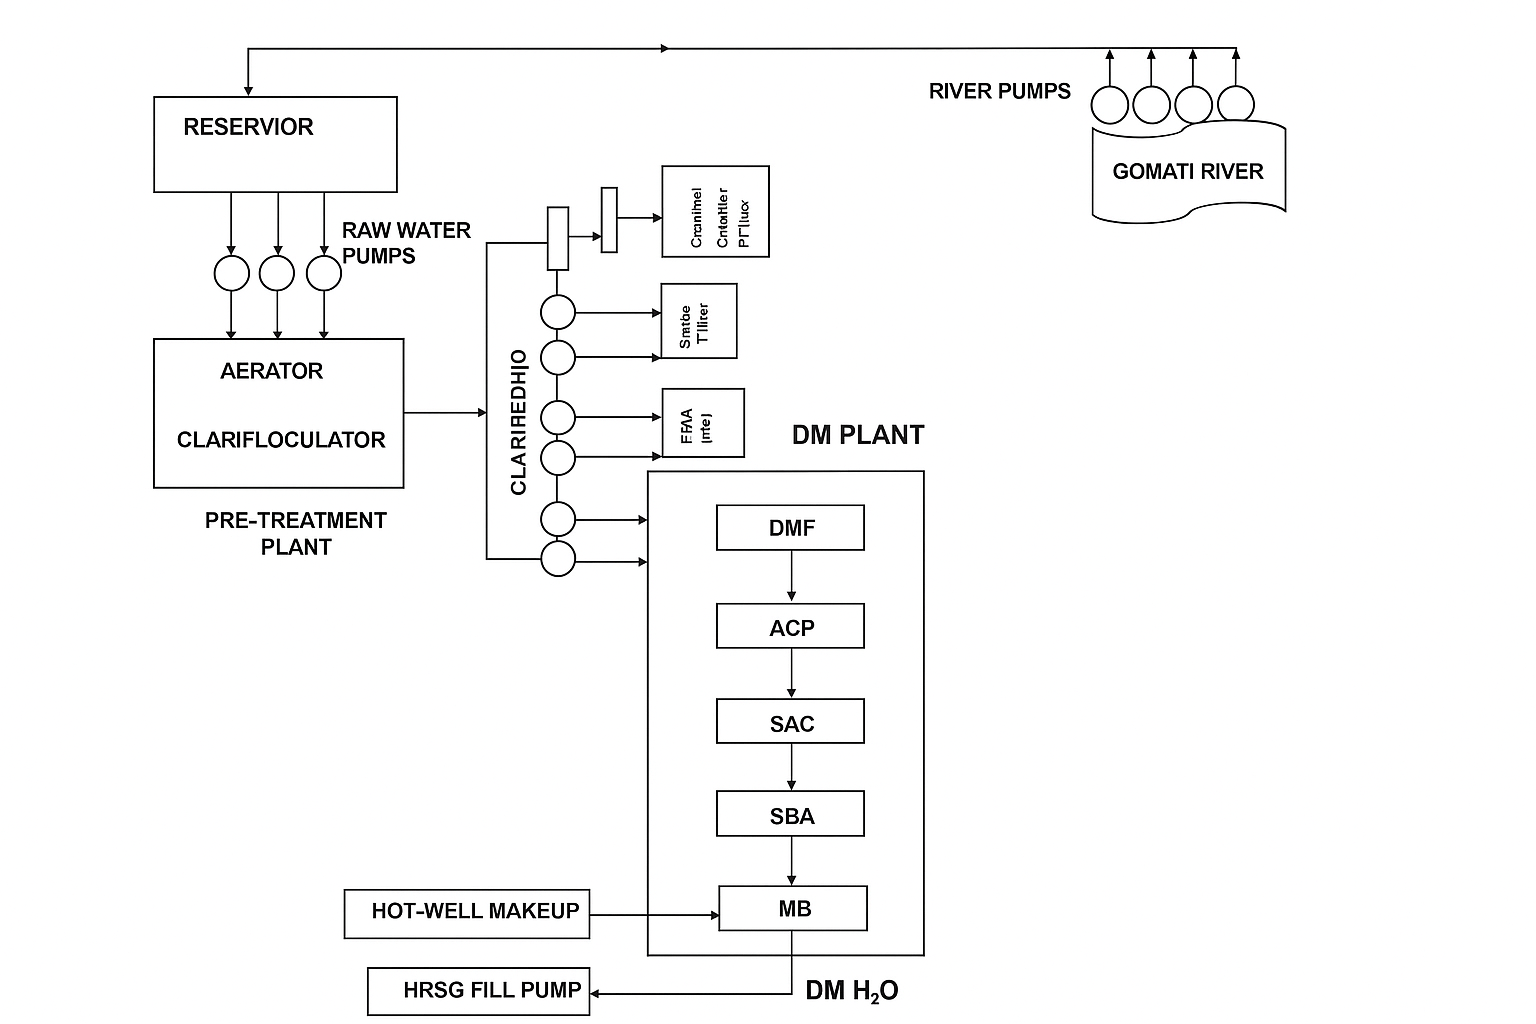 RIVER PUMPS
RESERVIOR
GOMATI RIVER
RAW WATER
PUMPS
AERATOR
CLARIFLOCULATOR
PRE-TREATMENT
PLANT
DM PLANT
DMF
ACP
SAC
SBA
MB
HOT-WELL MAKEUP
HRSG FILL PUMP
DM H₂O